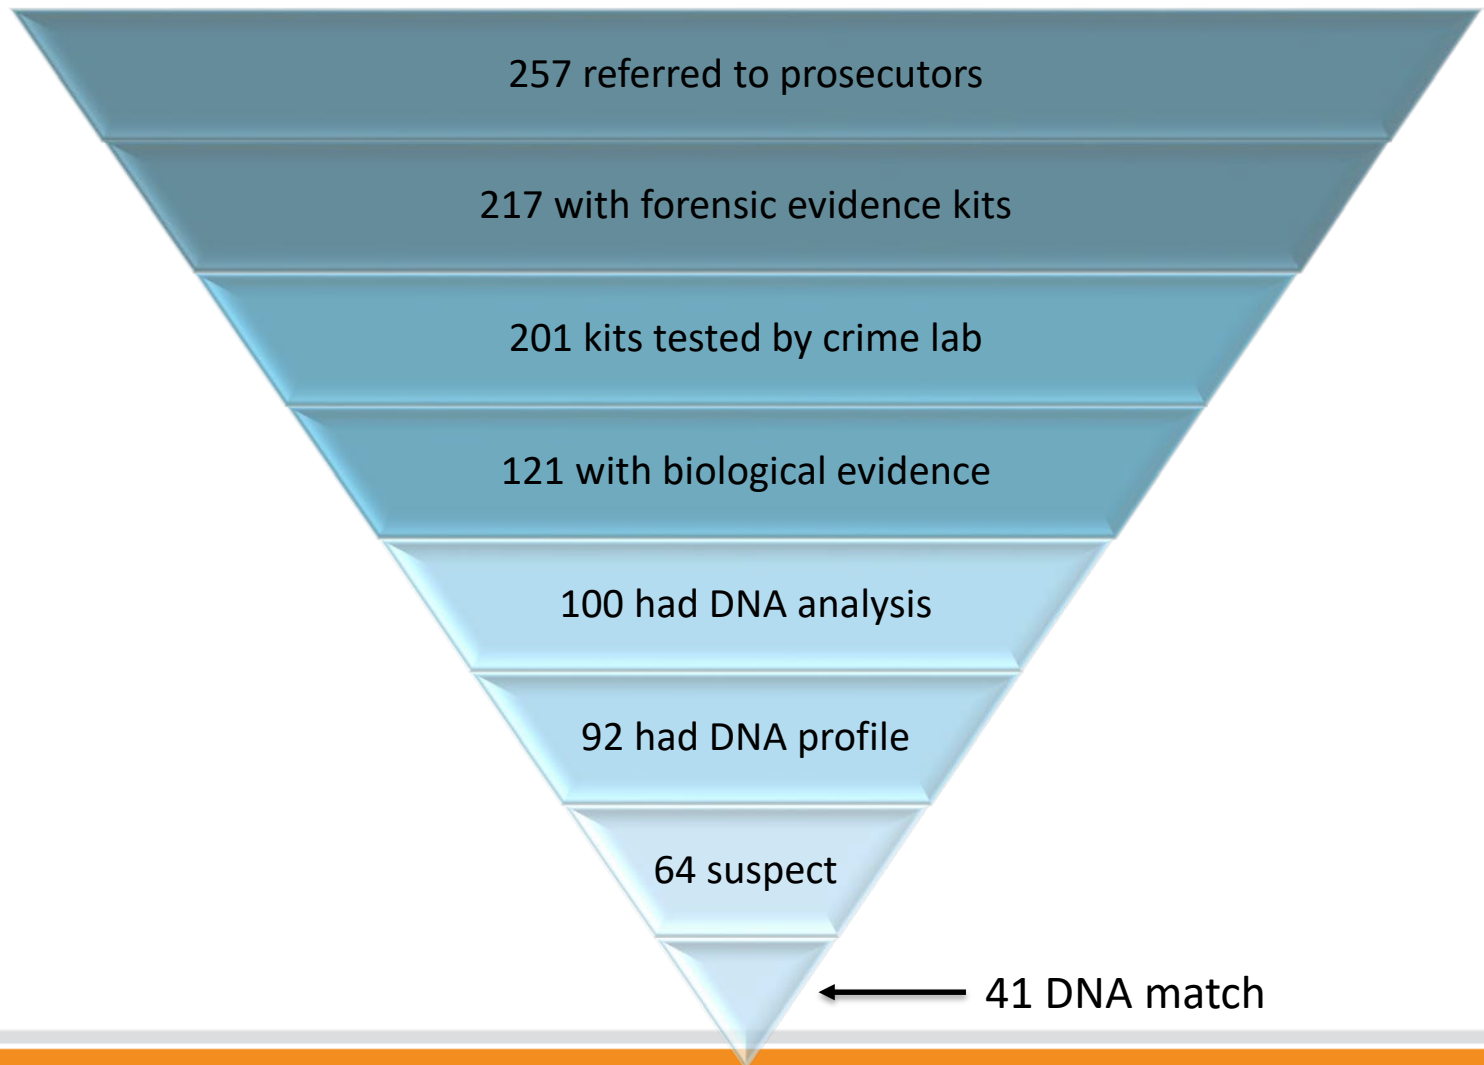 257 referred to prosecutors
217 with forensic evidence kits
201 kits tested by crime lab
121 with biological evidence
100 had DNA analysis
92 had DNA profile
64 suspect
41 DNA match